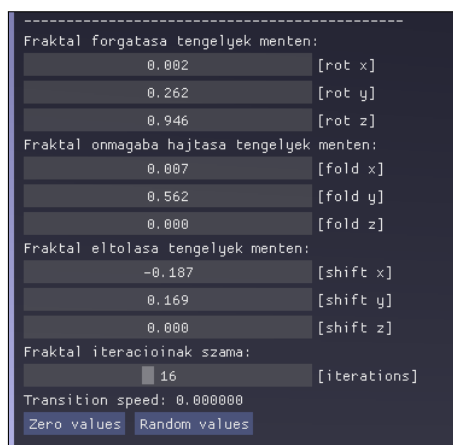 ------------------------------------------
Fraktal forgatasa tengelyek menten:
0.002 [rot x]
0.262 [rot y]
0.946 [rot z]
Fraktal onmagaba hajtasa tengelyek menten:
0.007 [fold x]
0.562 [fold y]
0.000 [fold z]
Fraktal eltolasa tengelyek menten:
-0.187 [shift x]
0.169 [shift y]
0.000 [shift z]
Fraktal iteracioinak szama:
16 [iterations]
Transition speed: 0.000000
Zero values Random values